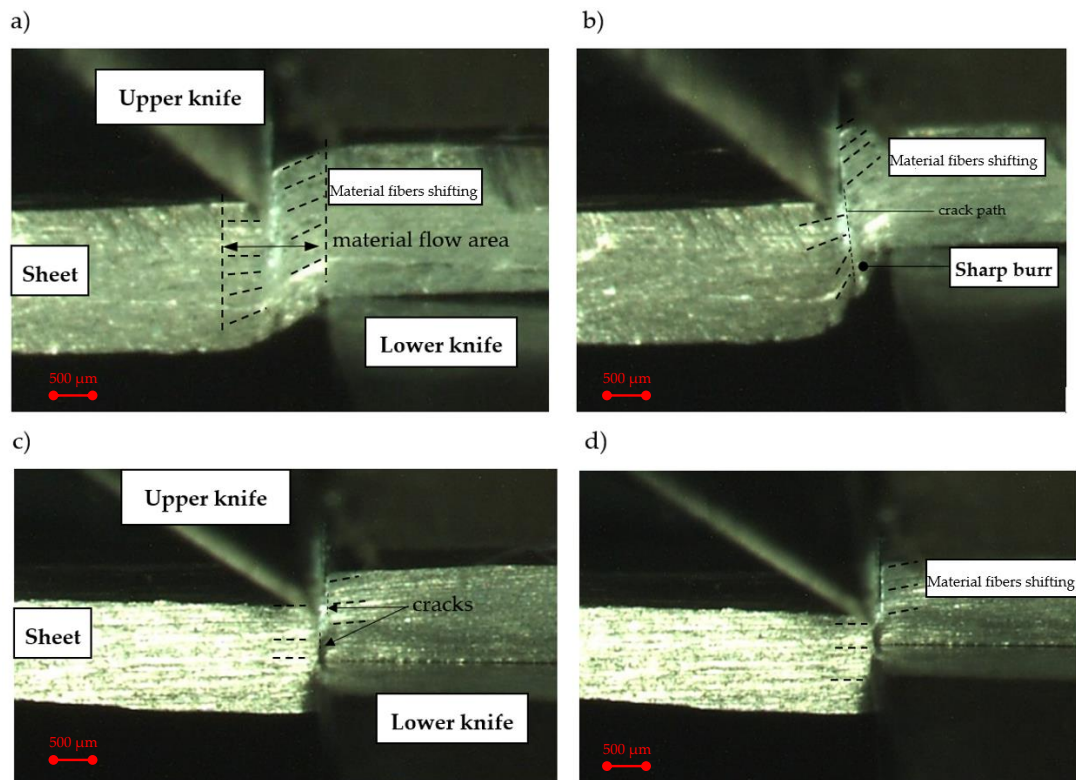 a)
Upper knife
Material fibers shifting
material flow area
Sheet
Lower knife
500 µm
b)
Material fibers shifting
crack path
Sharp burr
500 µm
c)
Upper knife
cracks
Sheet
Lower knife
500 µm
d)
Material fibers shifting
500 µm